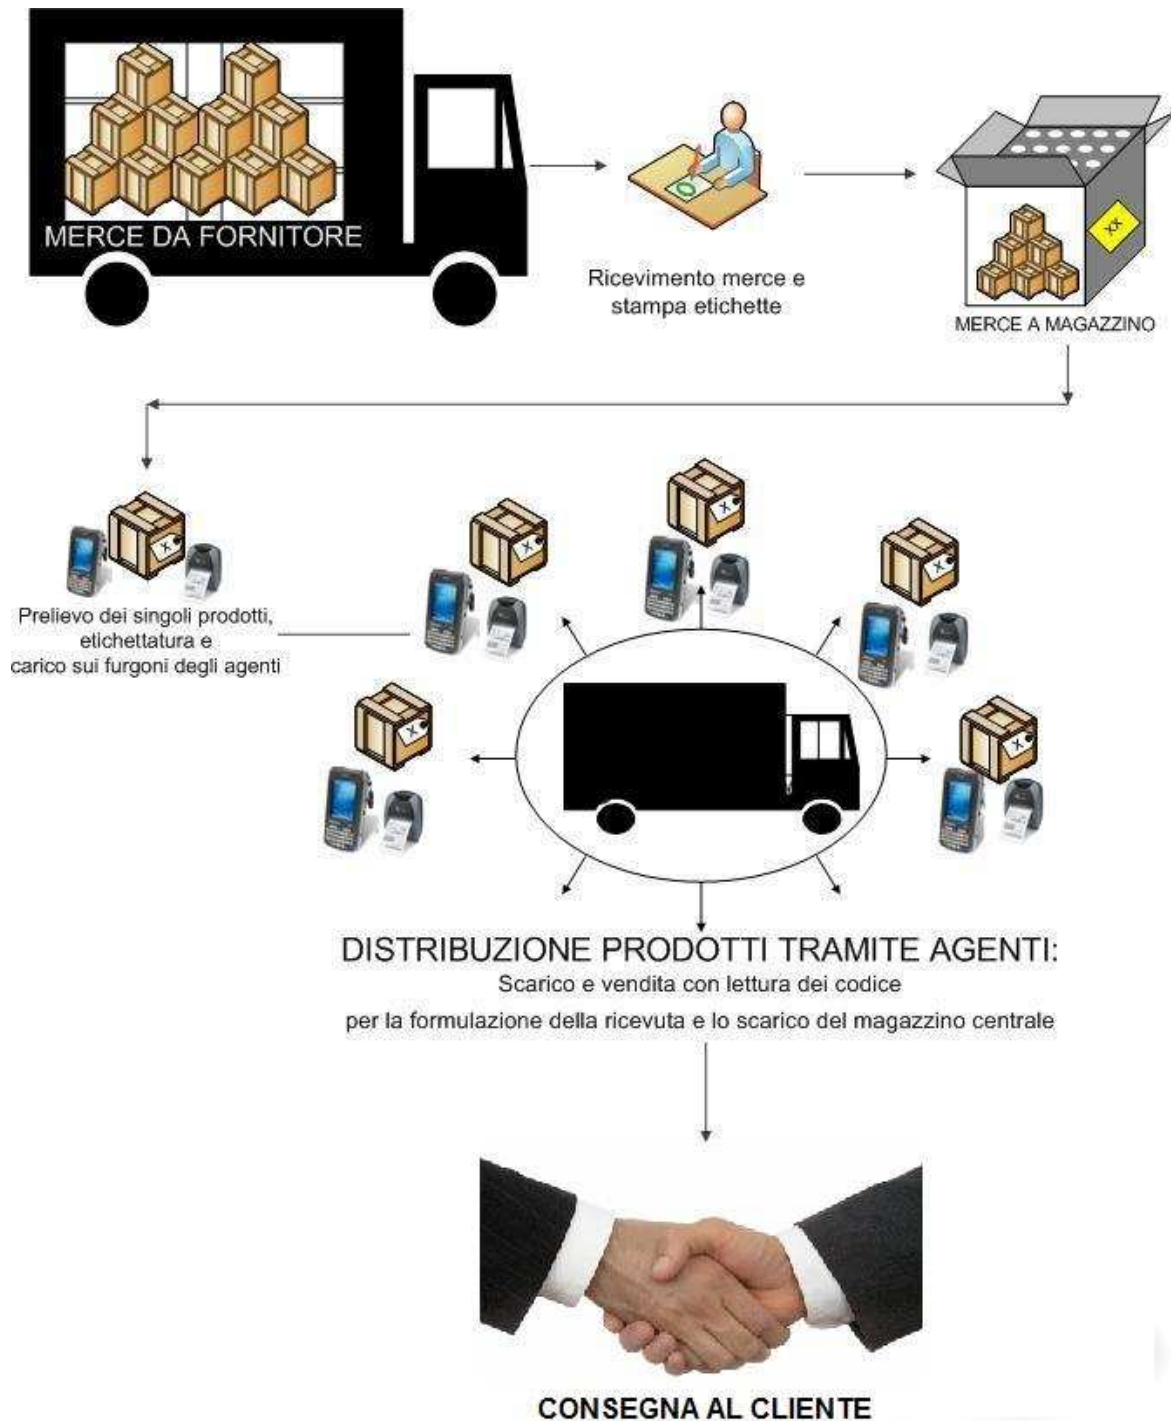 MERCE DA FORNITORE
Ricevimento merce e
stampa etichette
XX
MERCE A MAGAZZINO
X
X
X
X
Prelievo dei singoli prodotti,
etichettatura e
carico sui furgoni degli agenti
X
X
DISTRIBUZIONE PRODOTTI TRAMITE AGENTI:
Scarico e vendita con lettura dei codice
per la formulazione della ricevuta e lo scarico del magazzino centrale
CONSEGNA AL CLIENTE